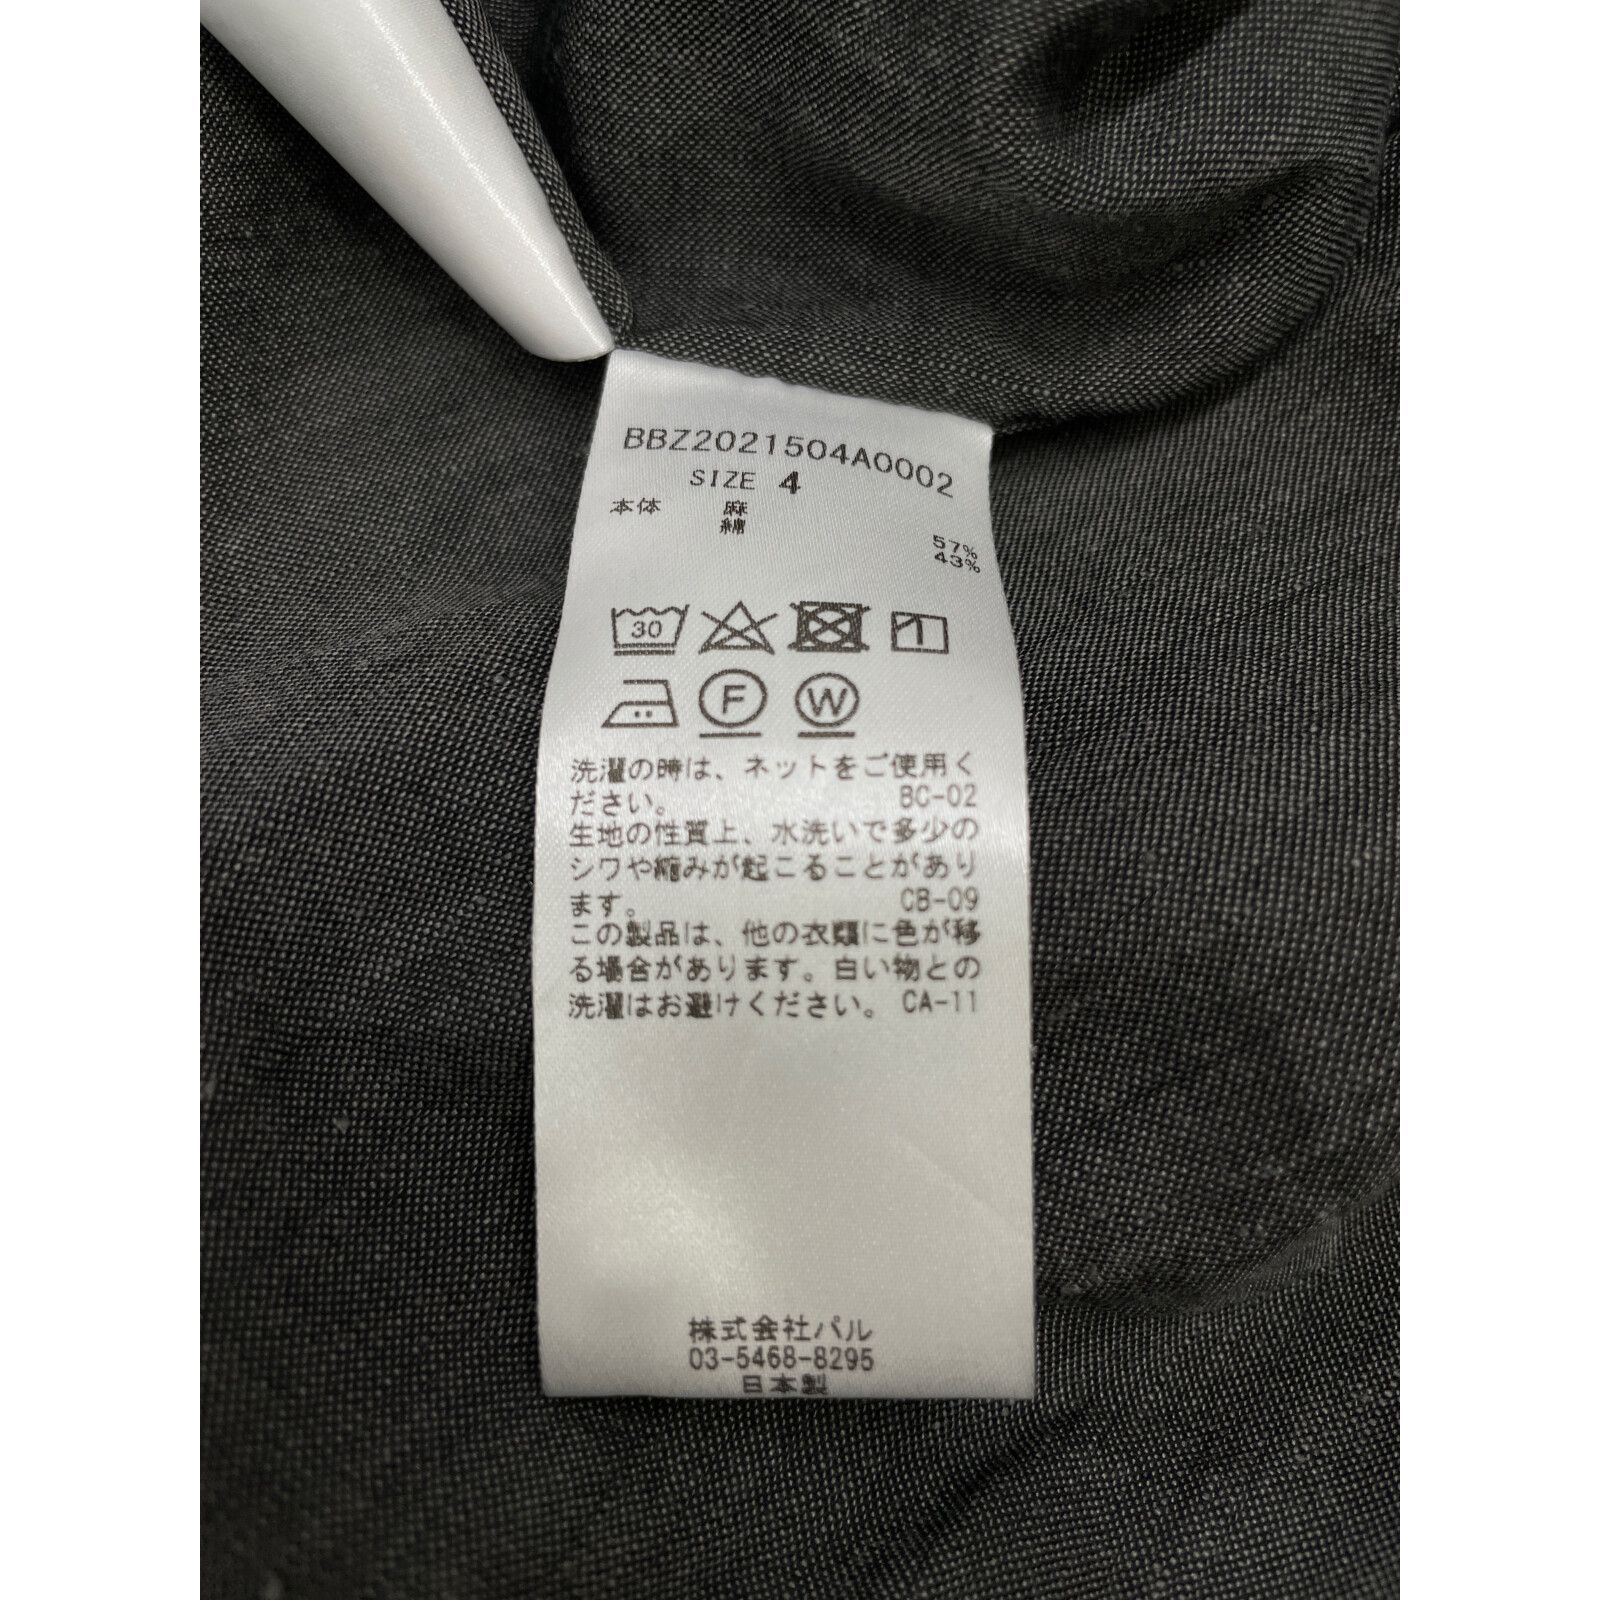 BBZ2021504A0002
SIZE 4
本体 麻 57%
綿 43%
30
F W
洗濯の時は、ネットをご使用く
ださい。 BC-02
生地の性質上、水洗いで多少の
シワや縮みが起こることがあり
ます。 CB-09
この製品は、他の衣類に色が移
る場合があります。白い物との
洗濯はお避けください。 CA-11
株式会社パル
03-5468-8295
日本製